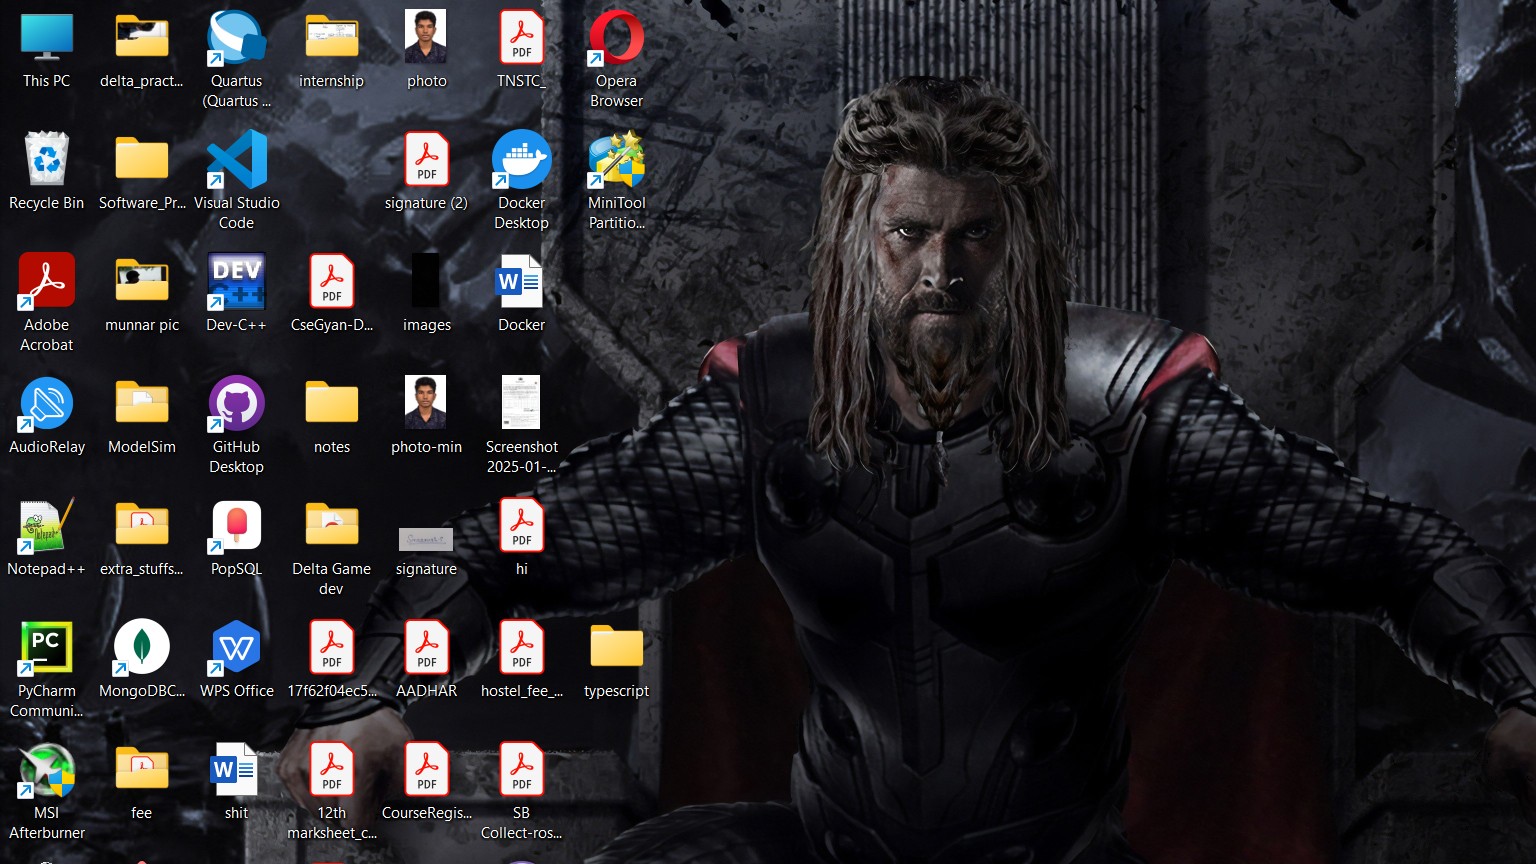 This PC
delta_pract...
Quartus
(Quartus ...
internship
photo
PDF
TNSTC_
Opera
Browser
Recycle Bin
Software_Pr...
Visual Studio
Code
PDF
signature (2)
Docker
Desktop
MiniTool
Partitio...
Adobe
Acrobat
munnar pic
DEV
C++
Dev-C++
PDF
CseGyan-D...
images
W
Docker
AudioRelay
ModelSim
GitHub
Desktop
notes
photo-min
Screenshot
2025-01-...
Notepad++
extra_stuffs...
PopSQL
Delta Game
dev
signature
PDF
hi
PC
PyCharm
Communi...
MongoDBC...
W
WPS Office
PDF
17f62f04ec5...
PDF
AADHAR
PDF
hostel_fee_...
typescript
MSI
Afterburner
fee
W
shit
PDF
12th
marksheet_c...
PDF
CourseRegis...
PDF
SB
Collect-ros...